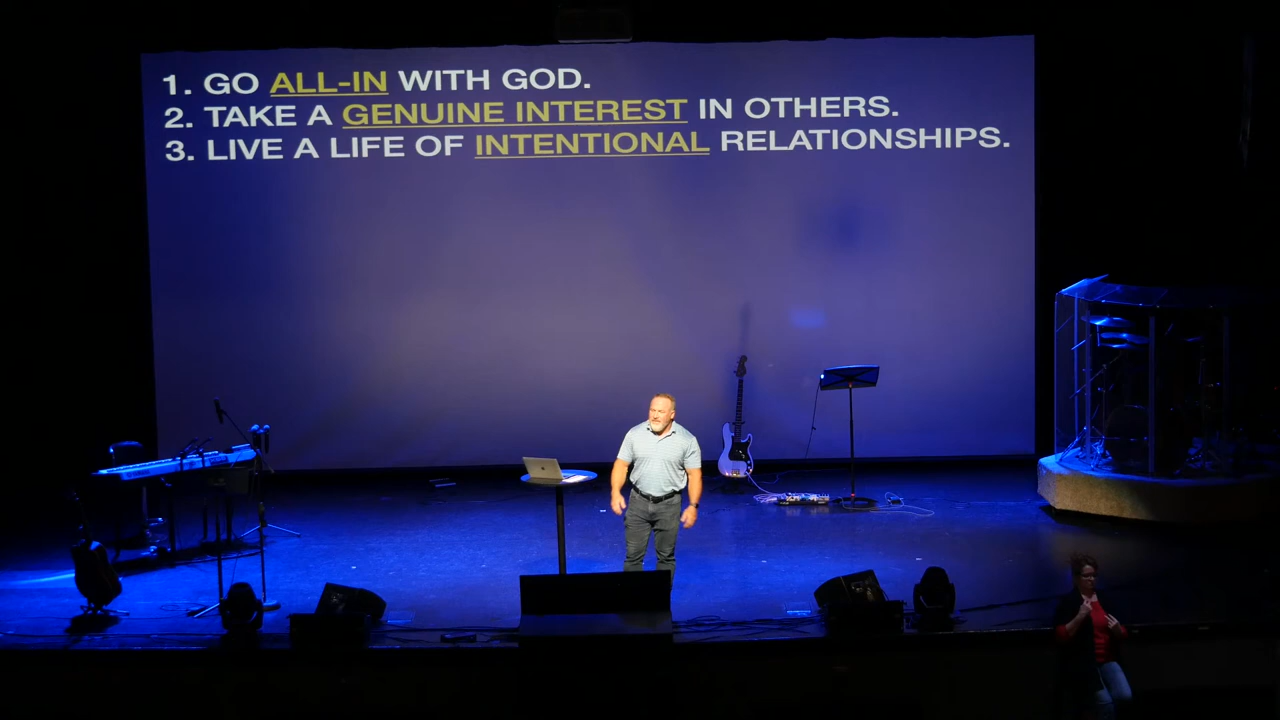 1. GO ALL-IN WITH GOD.
2. TAKE A GENUINE INTEREST IN OTHERS.
3. LIVE A LIFE OF INTENTIONAL RELATIONSHIPS.